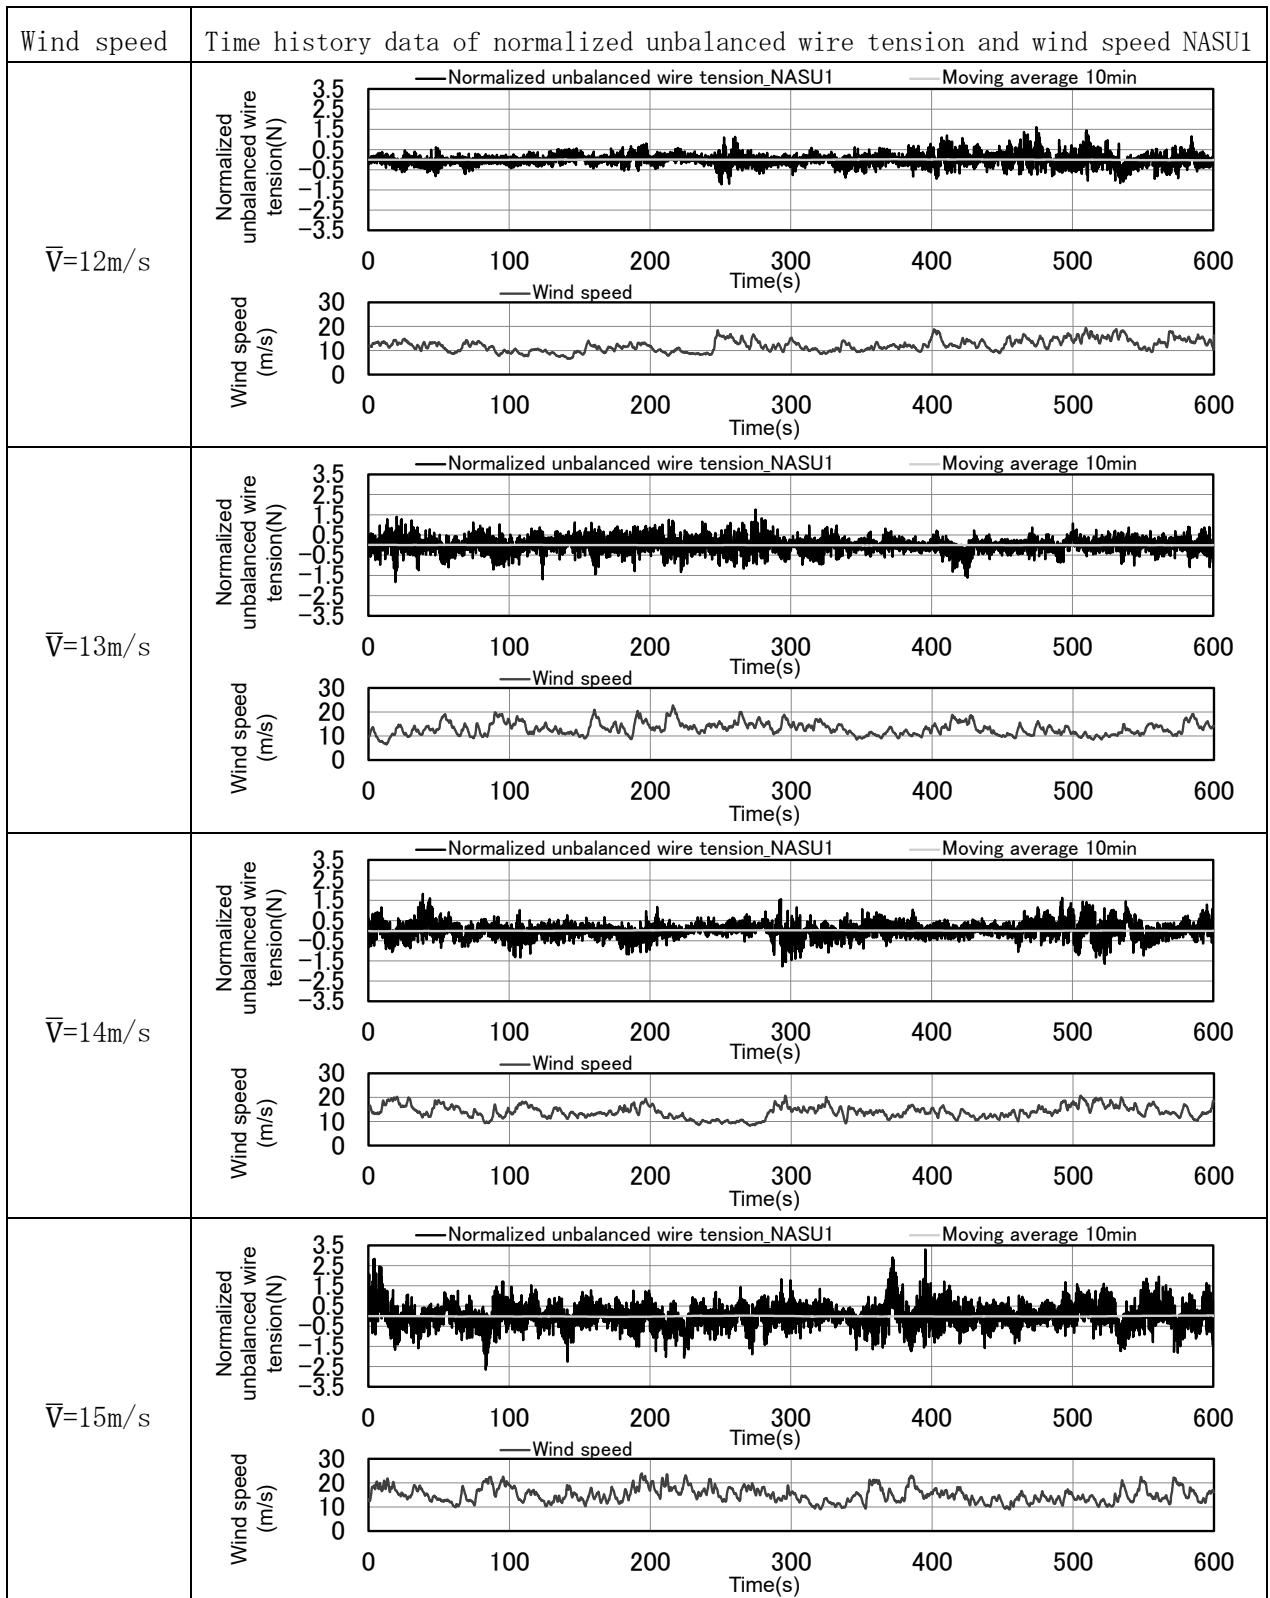 Wind speed
Time history data of normalized unbalanced wire tension and wind speed NASU1
V̅=12m/s
Normalized unbalanced wire tension_NASU1
Moving average 10min
Normalized
unbalanced wire
tension(N)
3.5
2.5
1.5
0.5
−0.5
−1.5
−2.5
−3.5
0 100 200 300 400 500 600
Time(s)
Wind speed
Wind speed
(m/s)
30
20
10
0
0 100 200 300 400 500 600
Time(s)
V̅=13m/s
Normalized unbalanced wire tension_NASU1
Moving average 10min
Normalized
unbalanced wire
tension(N)
3.5
2.5
1.5
0.5
−0.5
−1.5
−2.5
−3.5
0 100 200 300 400 500 600
Time(s)
Wind speed
Wind speed
(m/s)
30
20
10
0
0 100 200 300 400 500 600
Time(s)
V̅=14m/s
Normalized unbalanced wire tension_NASU1
Moving average 10min
Normalized
unbalanced wire
tension(N)
3.5
2.5
1.5
0.5
−0.5
−1.5
−2.5
−3.5
0 100 200 300 400 500 600
Time(s)
Wind speed
Wind speed
(m/s)
30
20
10
0
0 100 200 300 400 500 600
Time(s)
V̅=15m/s
Normalized unbalanced wire tension_NASU1
Moving average 10min
Normalized
unbalanced wire
tension(N)
3.5
2.5
1.5
0.5
−0.5
−1.5
−2.5
−3.5
0 100 200 300 400 500 600
Time(s)
Wind speed
Wind speed
(m/s)
30
20
10
0
0 100 200 300 400 500 600
Time(s)